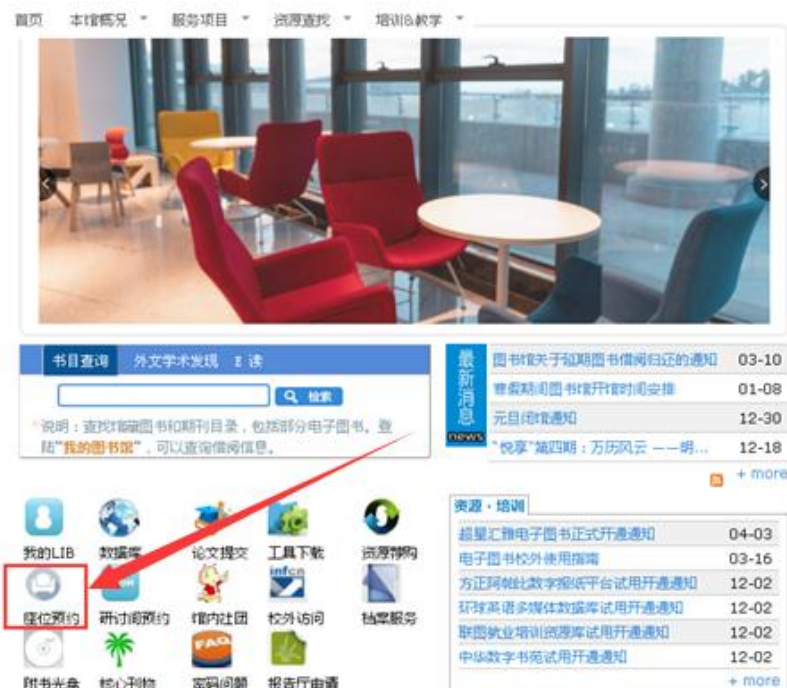 首页 本馆概况 服务项目 资源查找 培训&教学
书目查询 外文学术发现 E 读
检索
*说明：查找馆藏图书和期刊目录，包括部分电子图书。登
陆“我的图书馆”，可以查询借阅信息。
最新消息
news
图书馆关于延期图书借阅归还的通知 03-10
寒假期间图书馆开馆时间安排 01-08
元旦闭馆通知 12-30
“悦享”第四期：万历风云 ——明... 12-18
+ more
我的LIB 数据库 论文提交 工具下载 资源荐购
座位预约 研讨间预约 馆内社团 校外访问 档案服务
FAQ
附书光盘 核心刊物 密码问题 报告厅申请
资源·培训
超星汇雅电子图书正式开通通知 04-03
电子图书校外使用指南 03-16
方正阿帕比数字报纸平台试用开通通知 12-02
环球英语多媒体数据库试用开通通知 12-02
联图就业培训资源库试用开通通知 12-02
中华数字书苑试用开通通知 12-02
+ more